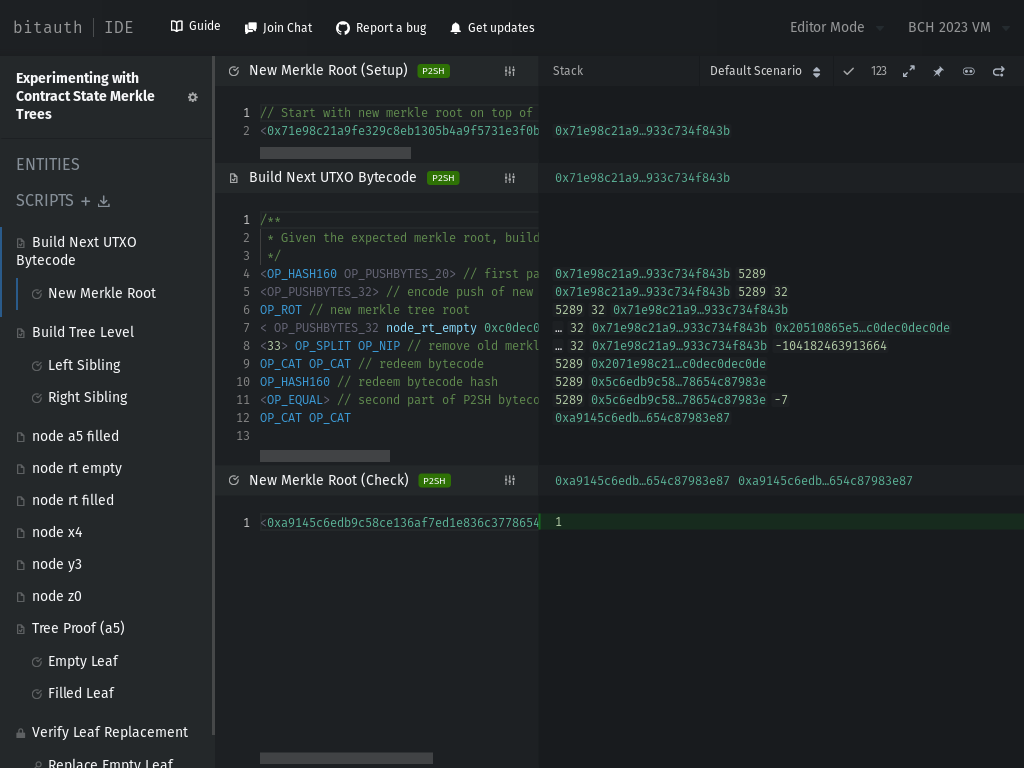 bitauth | IDE
Guide
Join Chat
Report a bug
Get updates
Editor Mode
BCH 2023 VM
Experimenting with
Contract State Merkle
Trees
ENTITIES
SCRIPTS +
Build Next UTXO
Bytecode
New Merkle Root
Build Tree Level
Left Sibling
Right Sibling
node a5 filled
node rt empty
node rt filled
node x4
node y3
node z0
Tree Proof (a5)
Empty Leaf
Filled Leaf
Verify Leaf Replacement
Replace Empty Leaf
New Merkle Root (Setup) P2SH
Stack
Default Scenario
123
1 // Start with new merkle root on top of
2 <0x71e98c21a9fe329c8eb1305b4a9f5731e3f0b 0x71e98c21a9…933c734f843b
Build Next UTXO Bytecode P2SH 0x71e98c21a9…933c734f843b
1 /**
2 * Given the expected merkle root, build
3 */
4 <OP_HASH160 OP_PUSHBYTES_20> // first pa 0x71e98c21a9…933c734f843b 5289
5 <OP_PUSHBYTES_32> // encode push of new 0x71e98c21a9…933c734f843b 5289 32
6 OP_ROT // new merkle tree root 5289 32 0x71e98c21a9…933c734f843b
7 < OP_PUSHBYTES_32 node_rt_empty 0xc0dec0 … 32 0x71e98c21a9…933c734f843b 0x20510865e5…c0dec0dec0de
8 <33> OP_SPLIT OP_NIP // remove old merkl … 32 0x71e98c21a9…933c734f843b -104182463913664
9 OP_CAT OP_CAT // redeem bytecode 5289 0x2071e98c21…c0dec0dec0de
10 OP_HASH160 // redeem bytecode hash 5289 0x5c6edb9c58…78654c87983e
11 <OP_EQUAL> // second part of P2SH byteco 5289 0x5c6edb9c58…78654c87983e -7
12 OP_CAT OP_CAT 0xa9145c6edb…654c87983e87
13
New Merkle Root (Check) P2SH 0xa9145c6edb…654c87983e87 0xa9145c6edb…654c87983e87
1 <0xa9145c6edb9c58ce136af7ed1e836c3778654 1